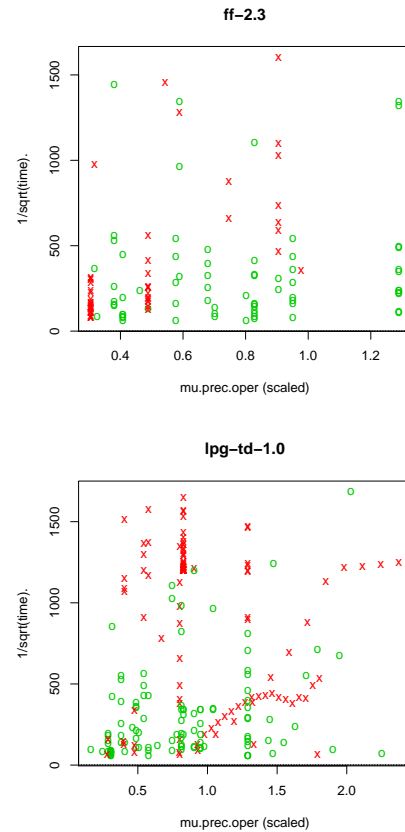 ff−2.3
1500
1000
500
0
1/sqrt(time).
0.4 0.6 0.8 1.0 1.2
mu.prec.oper (scaled)
lpg−td−1.0
1500
1000
500
0
1/sqrt(time).
0.5 1.0 1.5 2.0
mu.prec.oper (scaled)